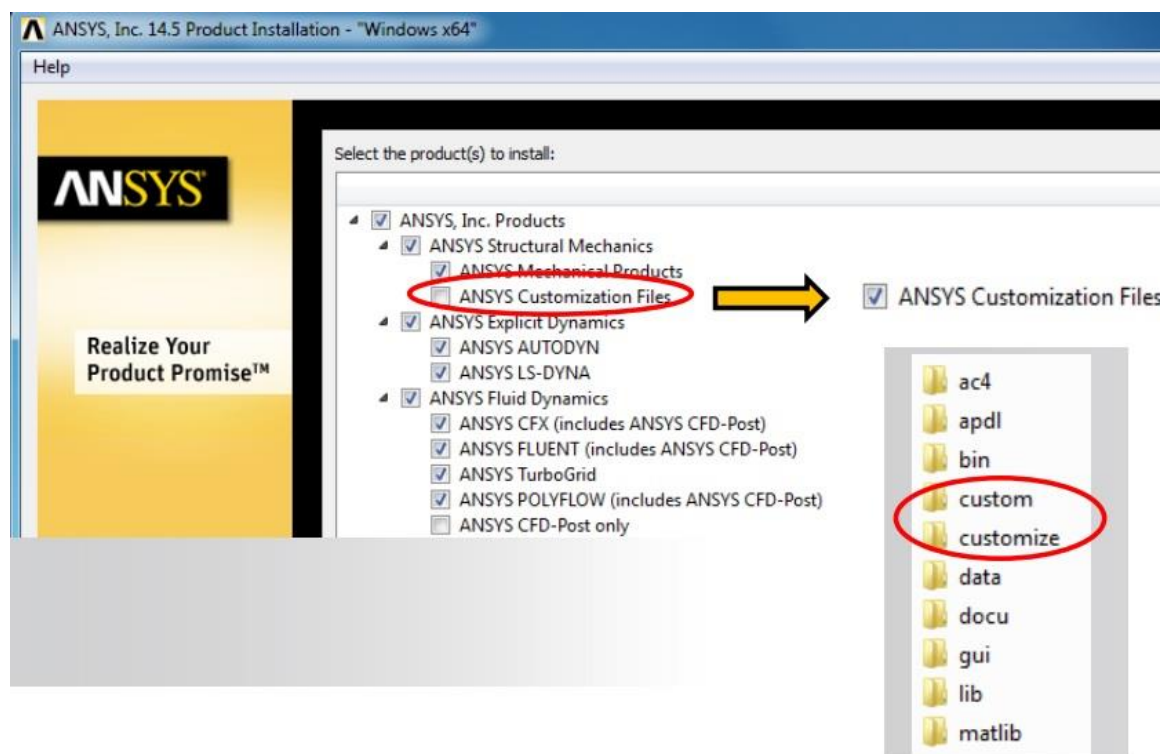 ANSYS, Inc. 14.5 Product Installation - "Windows x64"
Help
ANSYS
Realize Your
Product Promise™
Select the product(s) to install:
ANSYS, Inc. Products
ANSYS Structural Mechanics
ANSYS Mechanical Products
ANSYS Customization Files
ANSYS Explicit Dynamics
ANSYS AUTODYN
ANSYS LS-DYNA
ANSYS Fluid Dynamics
ANSYS CFX (includes ANSYS CFD-Post)
ANSYS FLUENT (includes ANSYS CFD-Post)
ANSYS TurboGrid
ANSYS POLYFLOW (includes ANSYS CFD-Post)
ANSYS CFD-Post only
ANSYS Customization Files
ac4
apdl
bin
custom
customize
data
docu
gui
lib
matlib